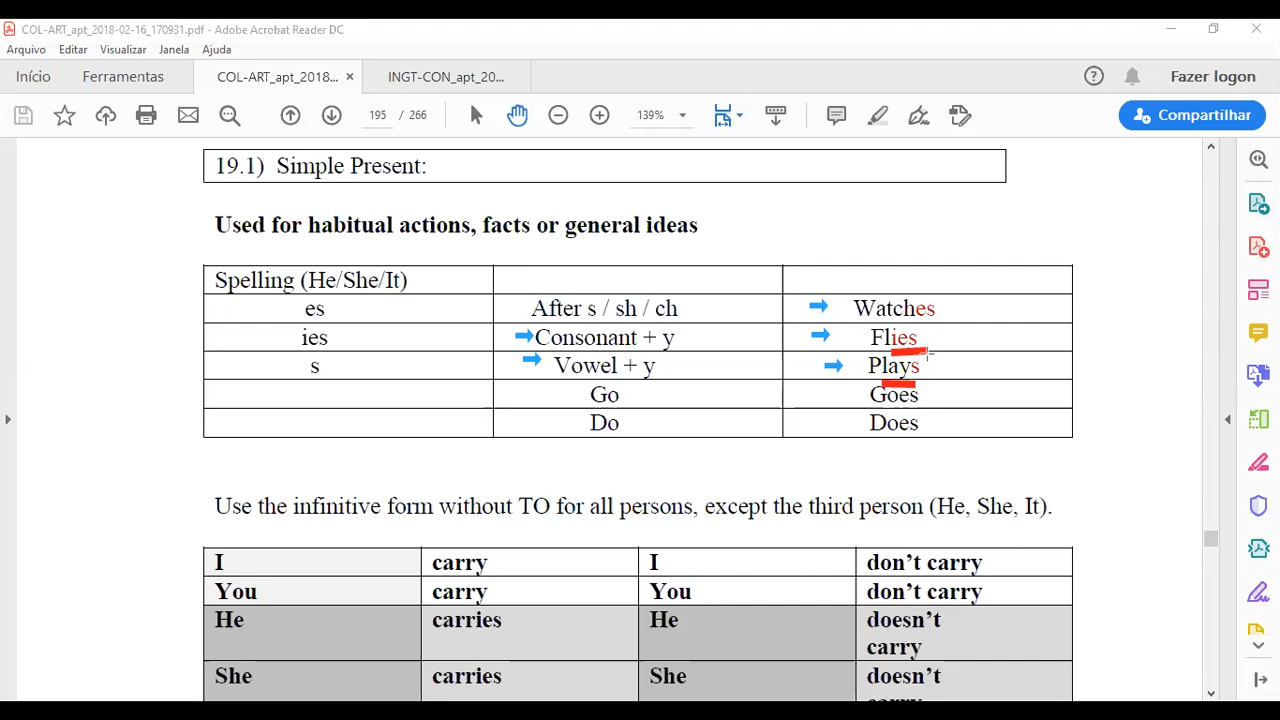 COL-ART_apt_2018-02-16_170931.pdf - Adobe Acrobat Reader DC
Arquivo Editar Visualizar Janela Ajuda
Início Ferramentas COL-ART_apt_2018... × INGT-CON_apt_20... Fazer logon
195 / 266 139% Compartilhar
19.1) Simple Present:
Used for habitual actions, facts or general ideas
Spelling (He/She/It)
es After s / sh / ch Watches
ies Consonant + y Flies
s Vowel + y Plays
Go Goes
Do Does
Use the infinitive form without TO for all persons, except the third person (He, She, It).
I carry I don’t carry
You carry You don’t carry
He carries He doesn’t
carry
She carries She doesn’t